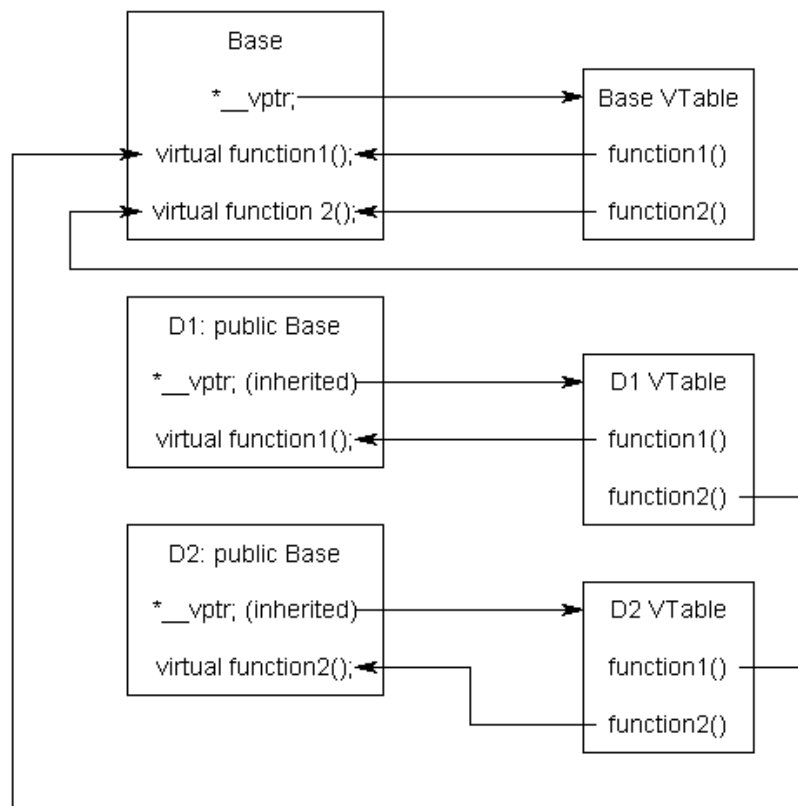 Base
*__vptr;
virtual function1();
virtual function 2();
Base VTable
function1()
function2()
D1: public Base
*__vptr; (inherited)
virtual function1();
D1 VTable
function1()
function2()
D2: public Base
*__vptr; (inherited)
virtual function2();
D2 VTable
function1()
function2()